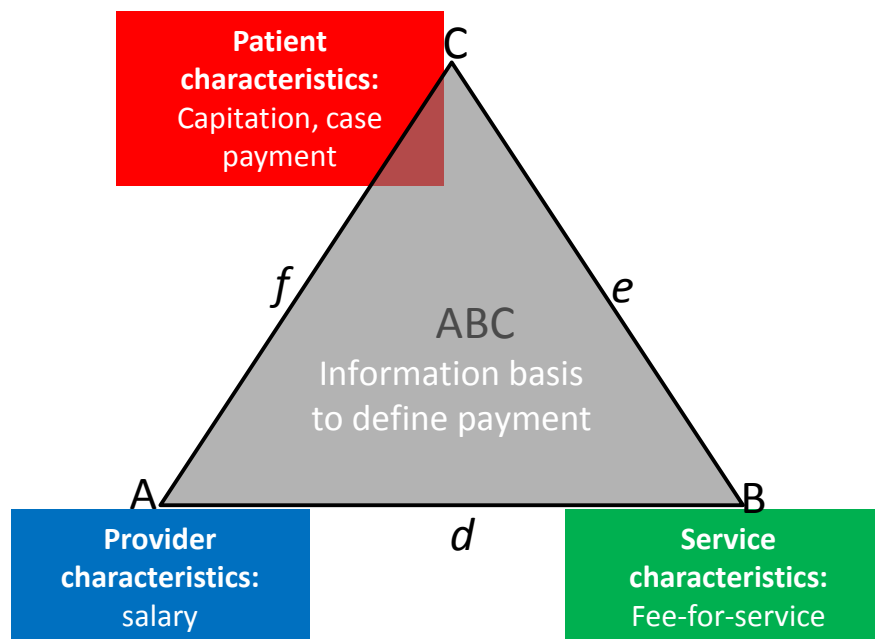 C
Patient
characteristics:
Capitation, case
payment
f
e
ABC
Information basis
to define payment
A
B
d
Provider
characteristics:
salary
Service
characteristics:
Fee-for-service